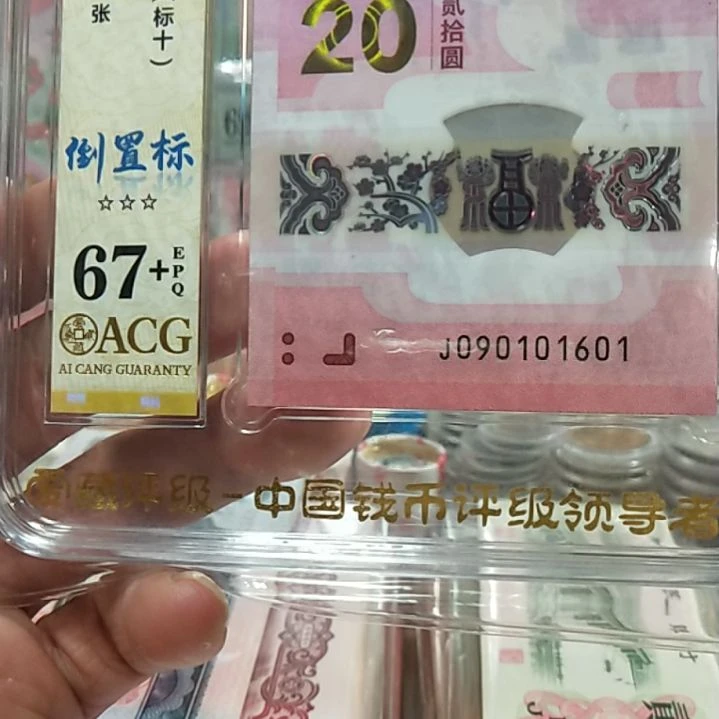 张
标十）
倒置标
☆☆☆
67+EPQ
ACG
AI CANG GUARANTY
20
贰拾圆
J090101601
评级-中国钱币评级领导者